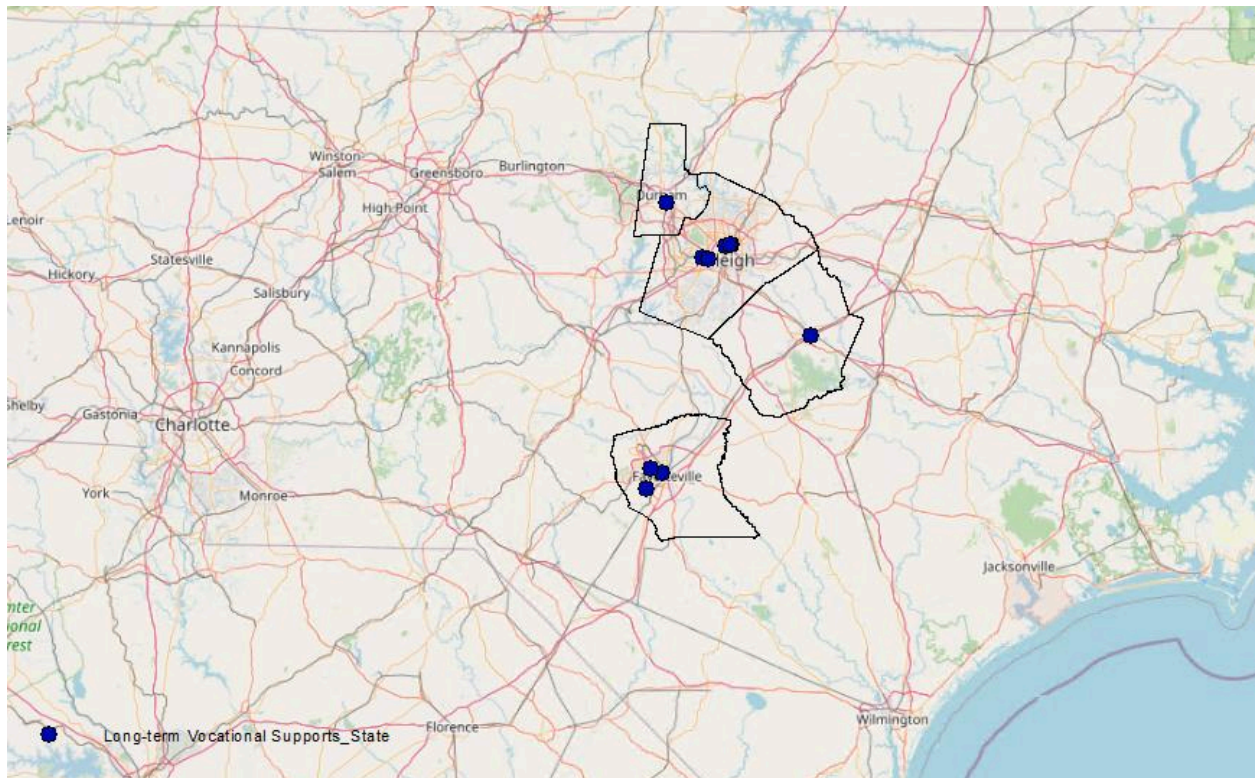 Winston-
Salem
Greensboro
Burlington
High Point
Durham
Lenoir
Statesville
Hickory
Salisbury
Kannapolis
Concord
Shelby
Gastonia
Charlotte
York
Monroe
Fayetteville
Jacksonville
Florence
Wilmington
Long-term Vocational Supports_State